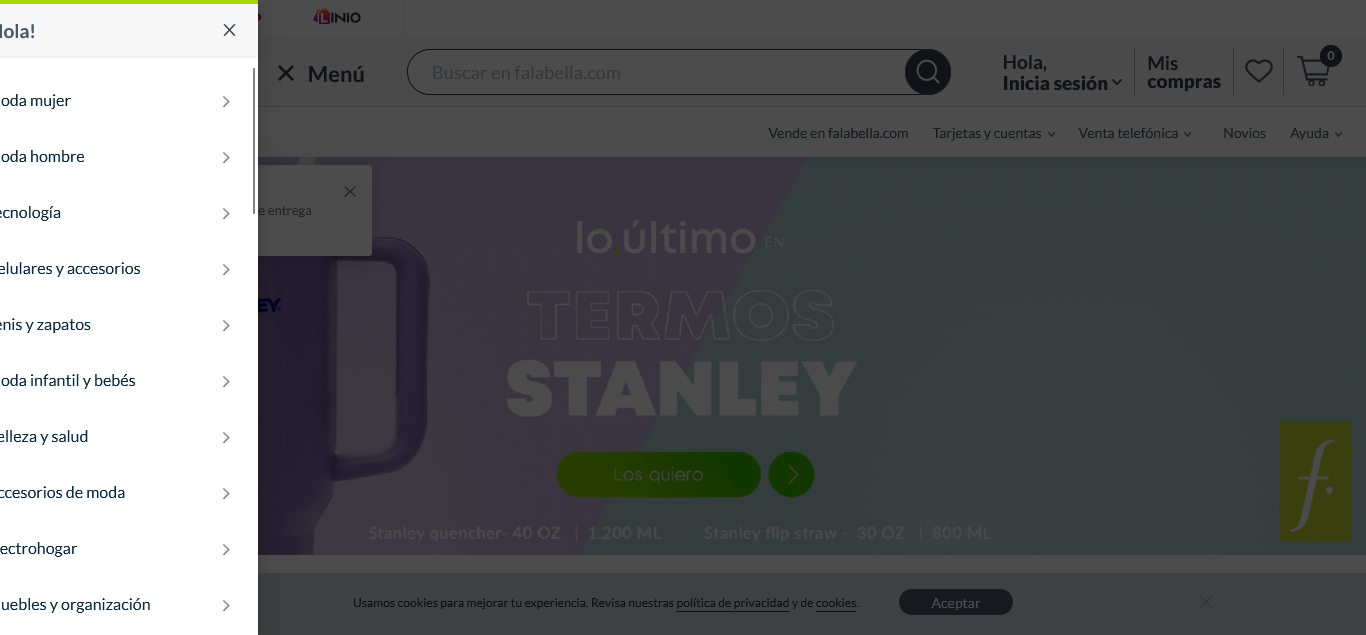 LINIO
Hola!
Menú
Buscar en falabella.com
Hola,
Inicia sesión
Mis
compras
0
Vende en falabella.com
Tarjetas y cuentas
Venta telefónica
Novios
Ayuda
oda mujer
oda hombre
ecnología
elulares y accesorios
enis y zapatos
oda infantil y bebés
elleza y salud
ccesorios de moda
ectrohogar
uebles y organización
e entrega
EY.
lo.último EN
TERMOS
STANLEY
Los quiero
Stanley quencher- 40 OZ | 1.200 ML
Stanley flip straw - 30 OZ | 800 ML
f.
Usamos cookies para mejorar tu experiencia. Revisa nuestras política de privacidad y de cookies.
Aceptar